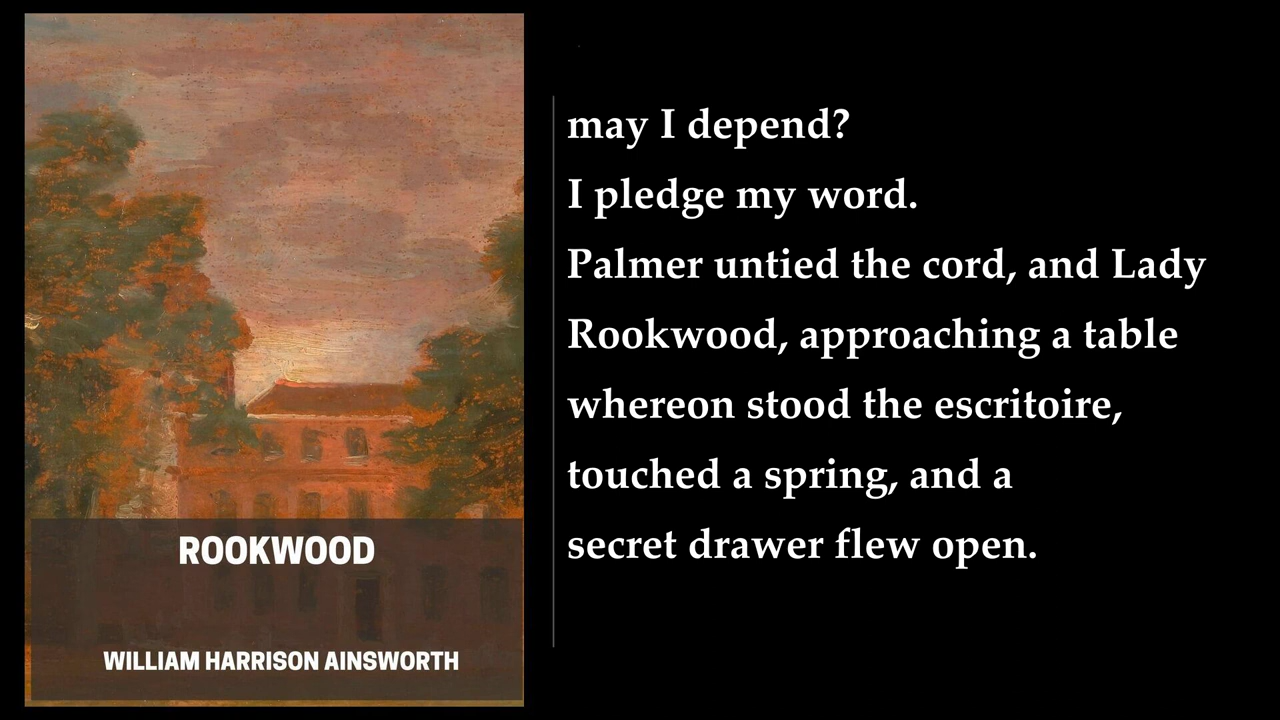 ROOKWOOD
WILLIAM HARRISON AINSWORTH
may I depend?
I pledge my word.
Palmer untied the cord, and Lady
Rookwood, approaching a table
whereon stood the escritoire,
touched a spring, and a
secret drawer flew open.